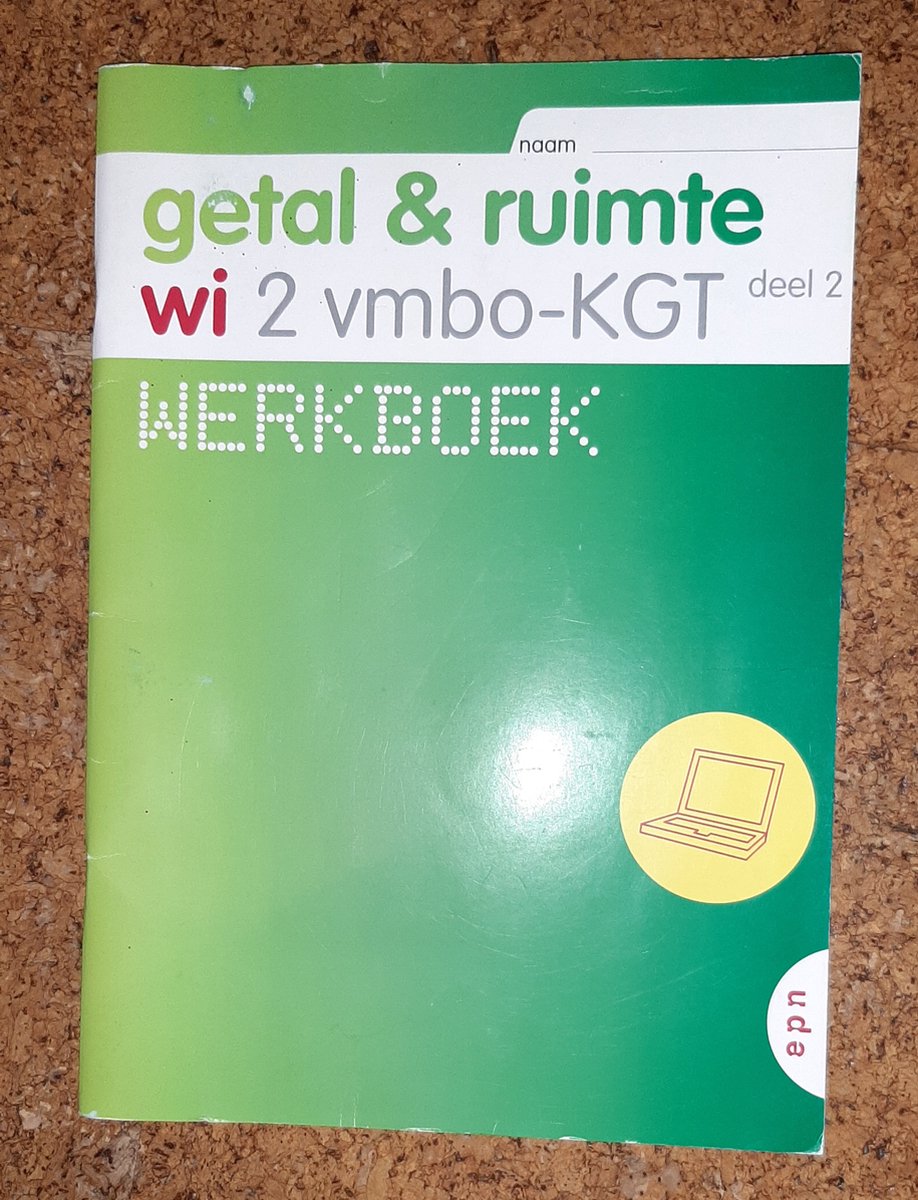 naam
getal & ruimte
wi 2 vmbo-KGT deel 2
WERKBOEK
epn